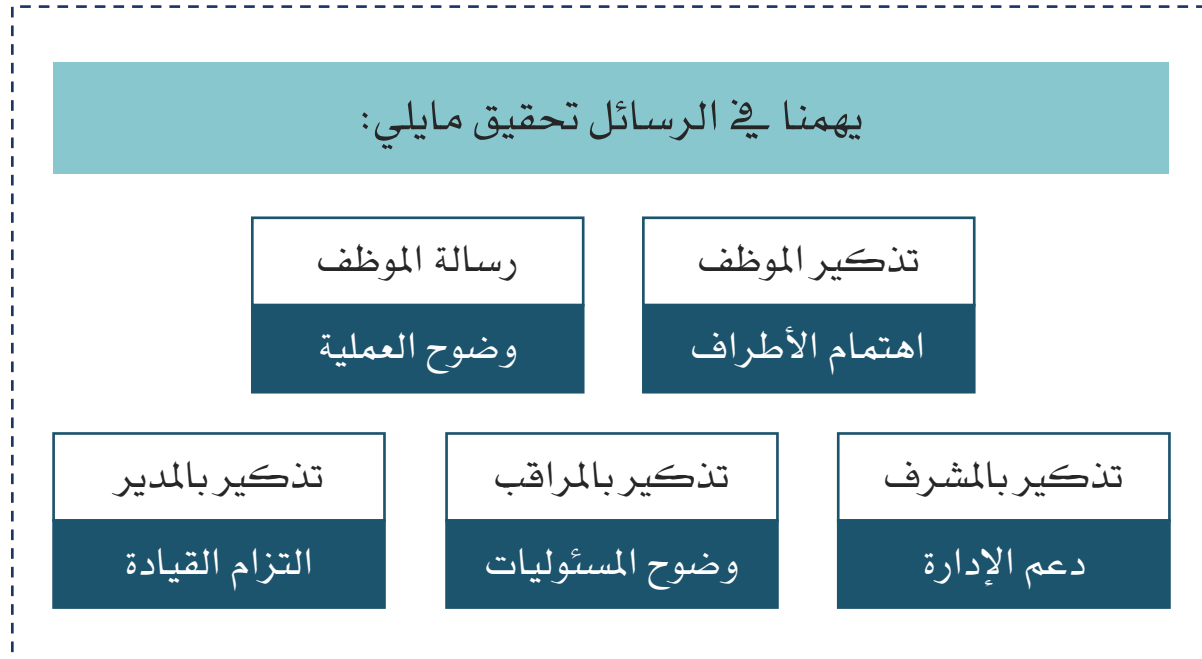 يهمنا في الرسائل تحقيق مايلي:
تذكير الموظف
اهتمام الأطراف
رسالة الموظف
وضوح العملية
تذكير بالمشرف
دعم الإدارة
تذكير بالمراقب
وضوح المسئوليات
تذكير بالمدير
التزام القيادة